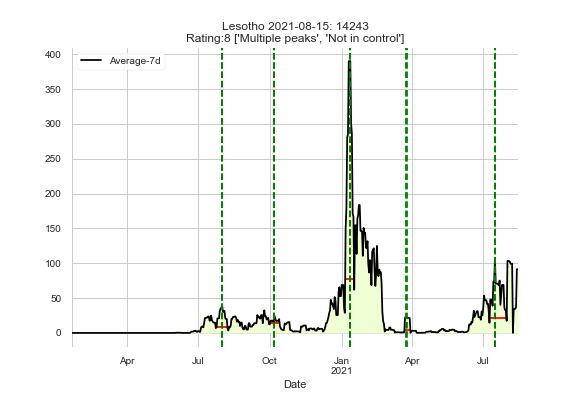 Lesotho 2021-08-15: 14243
Rating:8 ['Multiple peaks', 'Not in control']
Average-7d
400
350
300
250
200
150
100
50
0
Apr
Jul
Oct
Jan
2021
Apr
Jul
Date